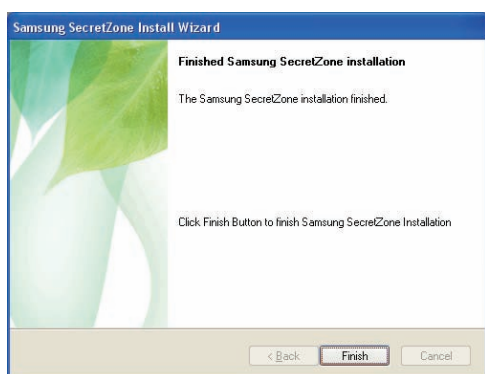 Samsung SecretZone Install Wizard
Finished Samsung SecretZone installation
The Samsung SecretZone installation finished.
Click Finish Button to finish Samsung SecretZone Installation
< Back Finish Cancel